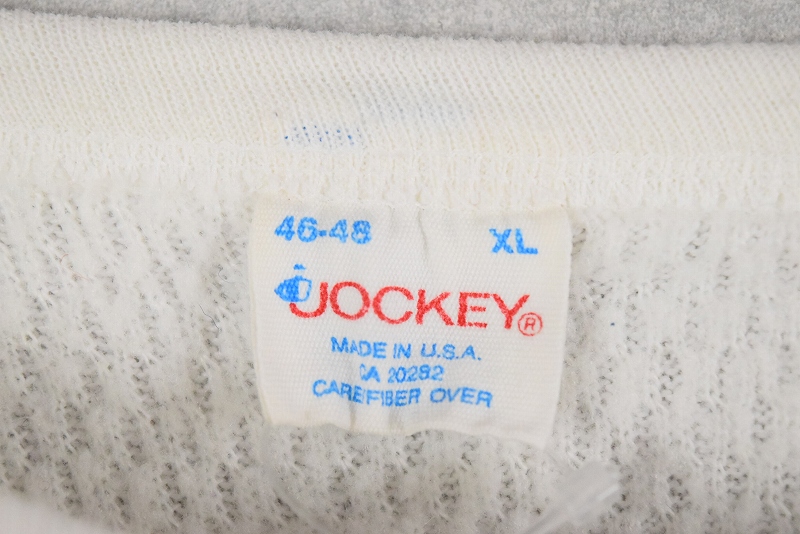 46-48 XL
JOCKEY®
MADE IN U.S.A.
CA 20282
CARE/FIBER OVER